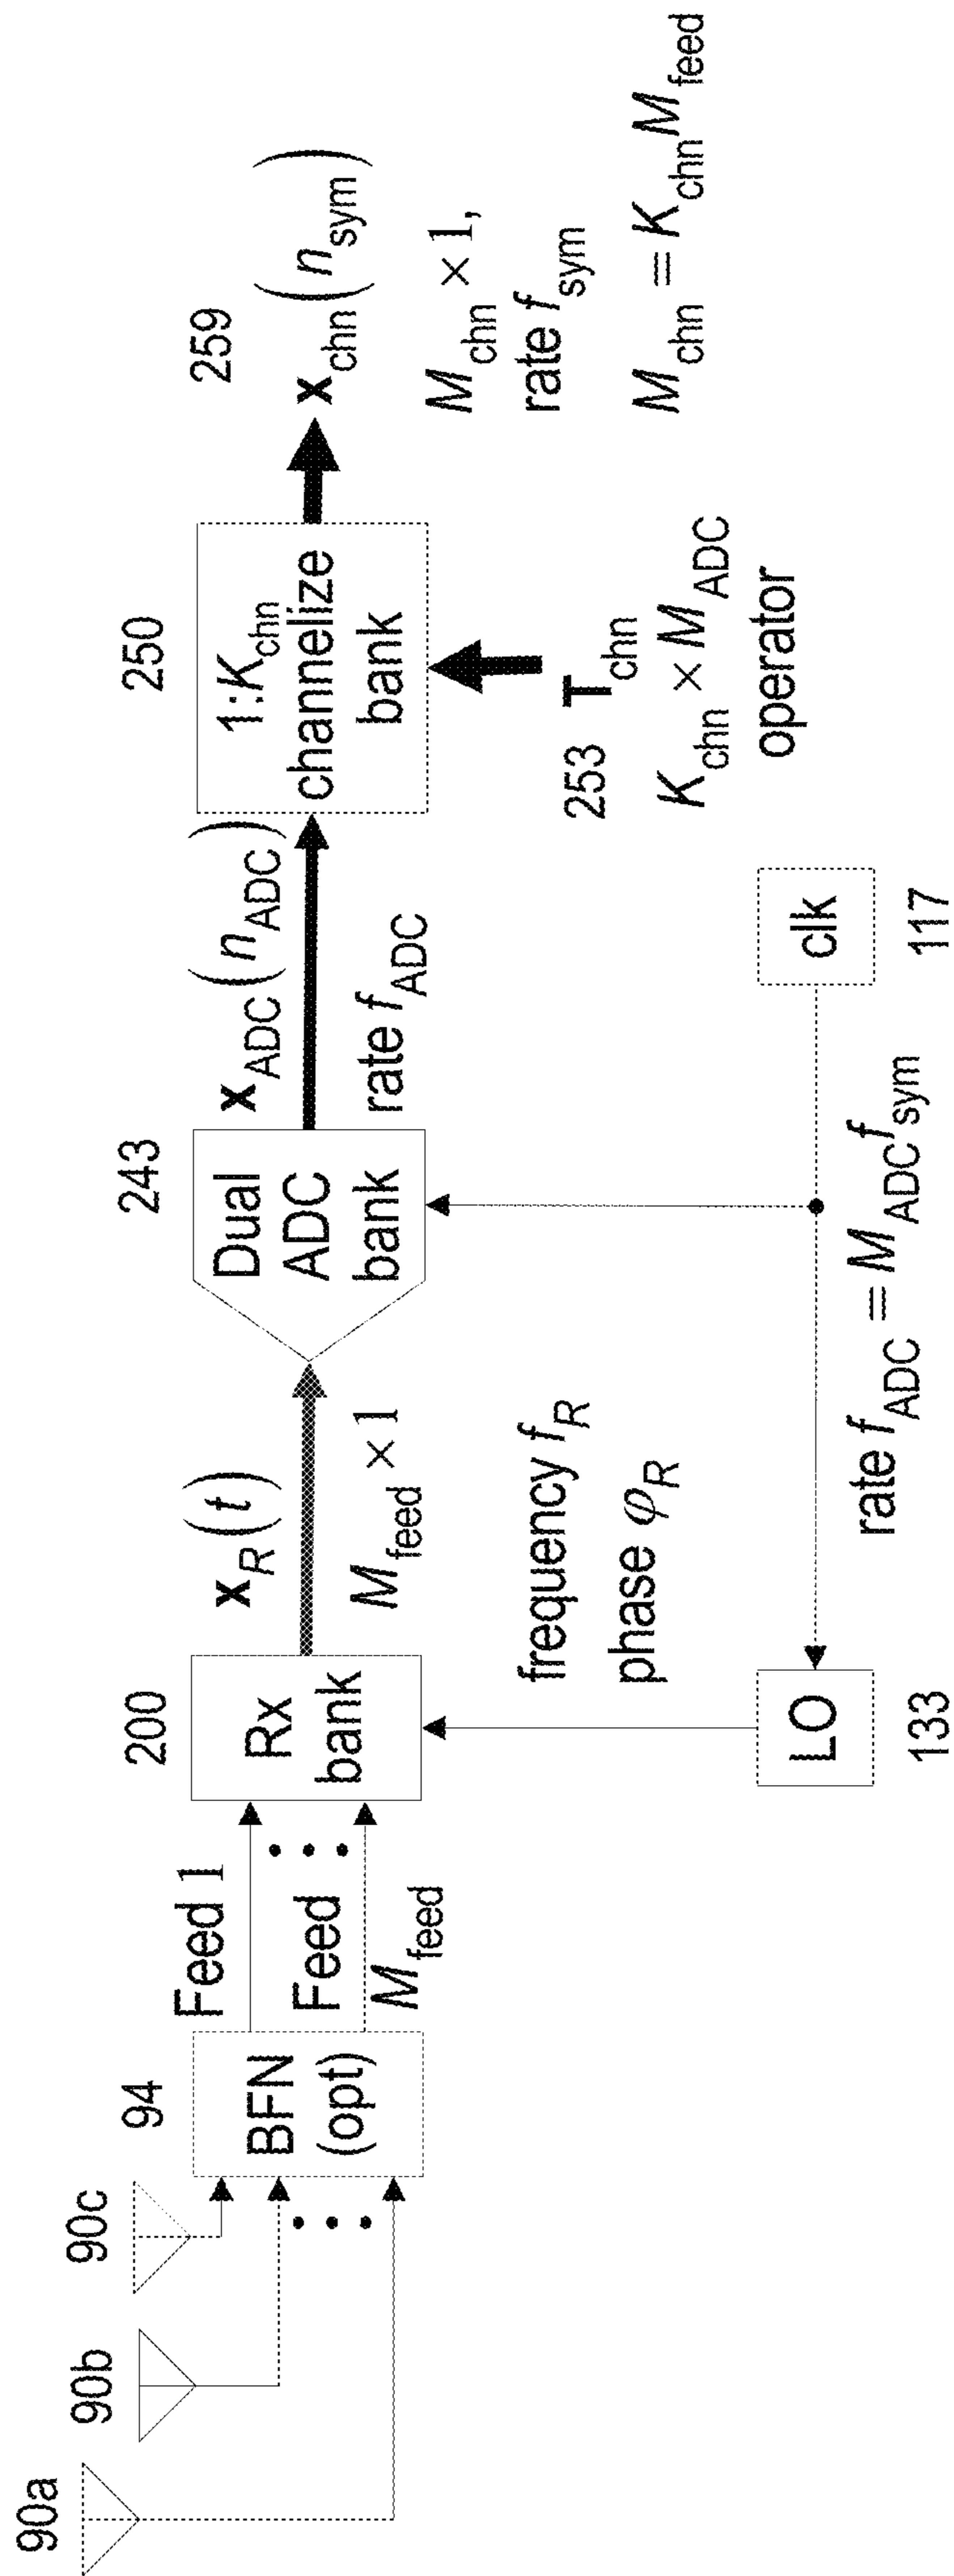 90a
90b
90c
94
BFN
(opt)
Feed 1
Feed
M_feed
200
Rx
bank
x_R(t)
M_feed × 1
243
Dual
ADC
bank
x_ADC(n_ADC)
rate f_ADC
250
1:K_chn
channelize
bank
253 T_chn
K_chn × M_ADC
operator
259
x_chn(n_sym)
M_chn × 1,
rate f_sym
M_chn = K_chn M_feed
frequency f_R
phase φ_R
LO
133
rate f_ADC = M_ADC f_sym
clk
117